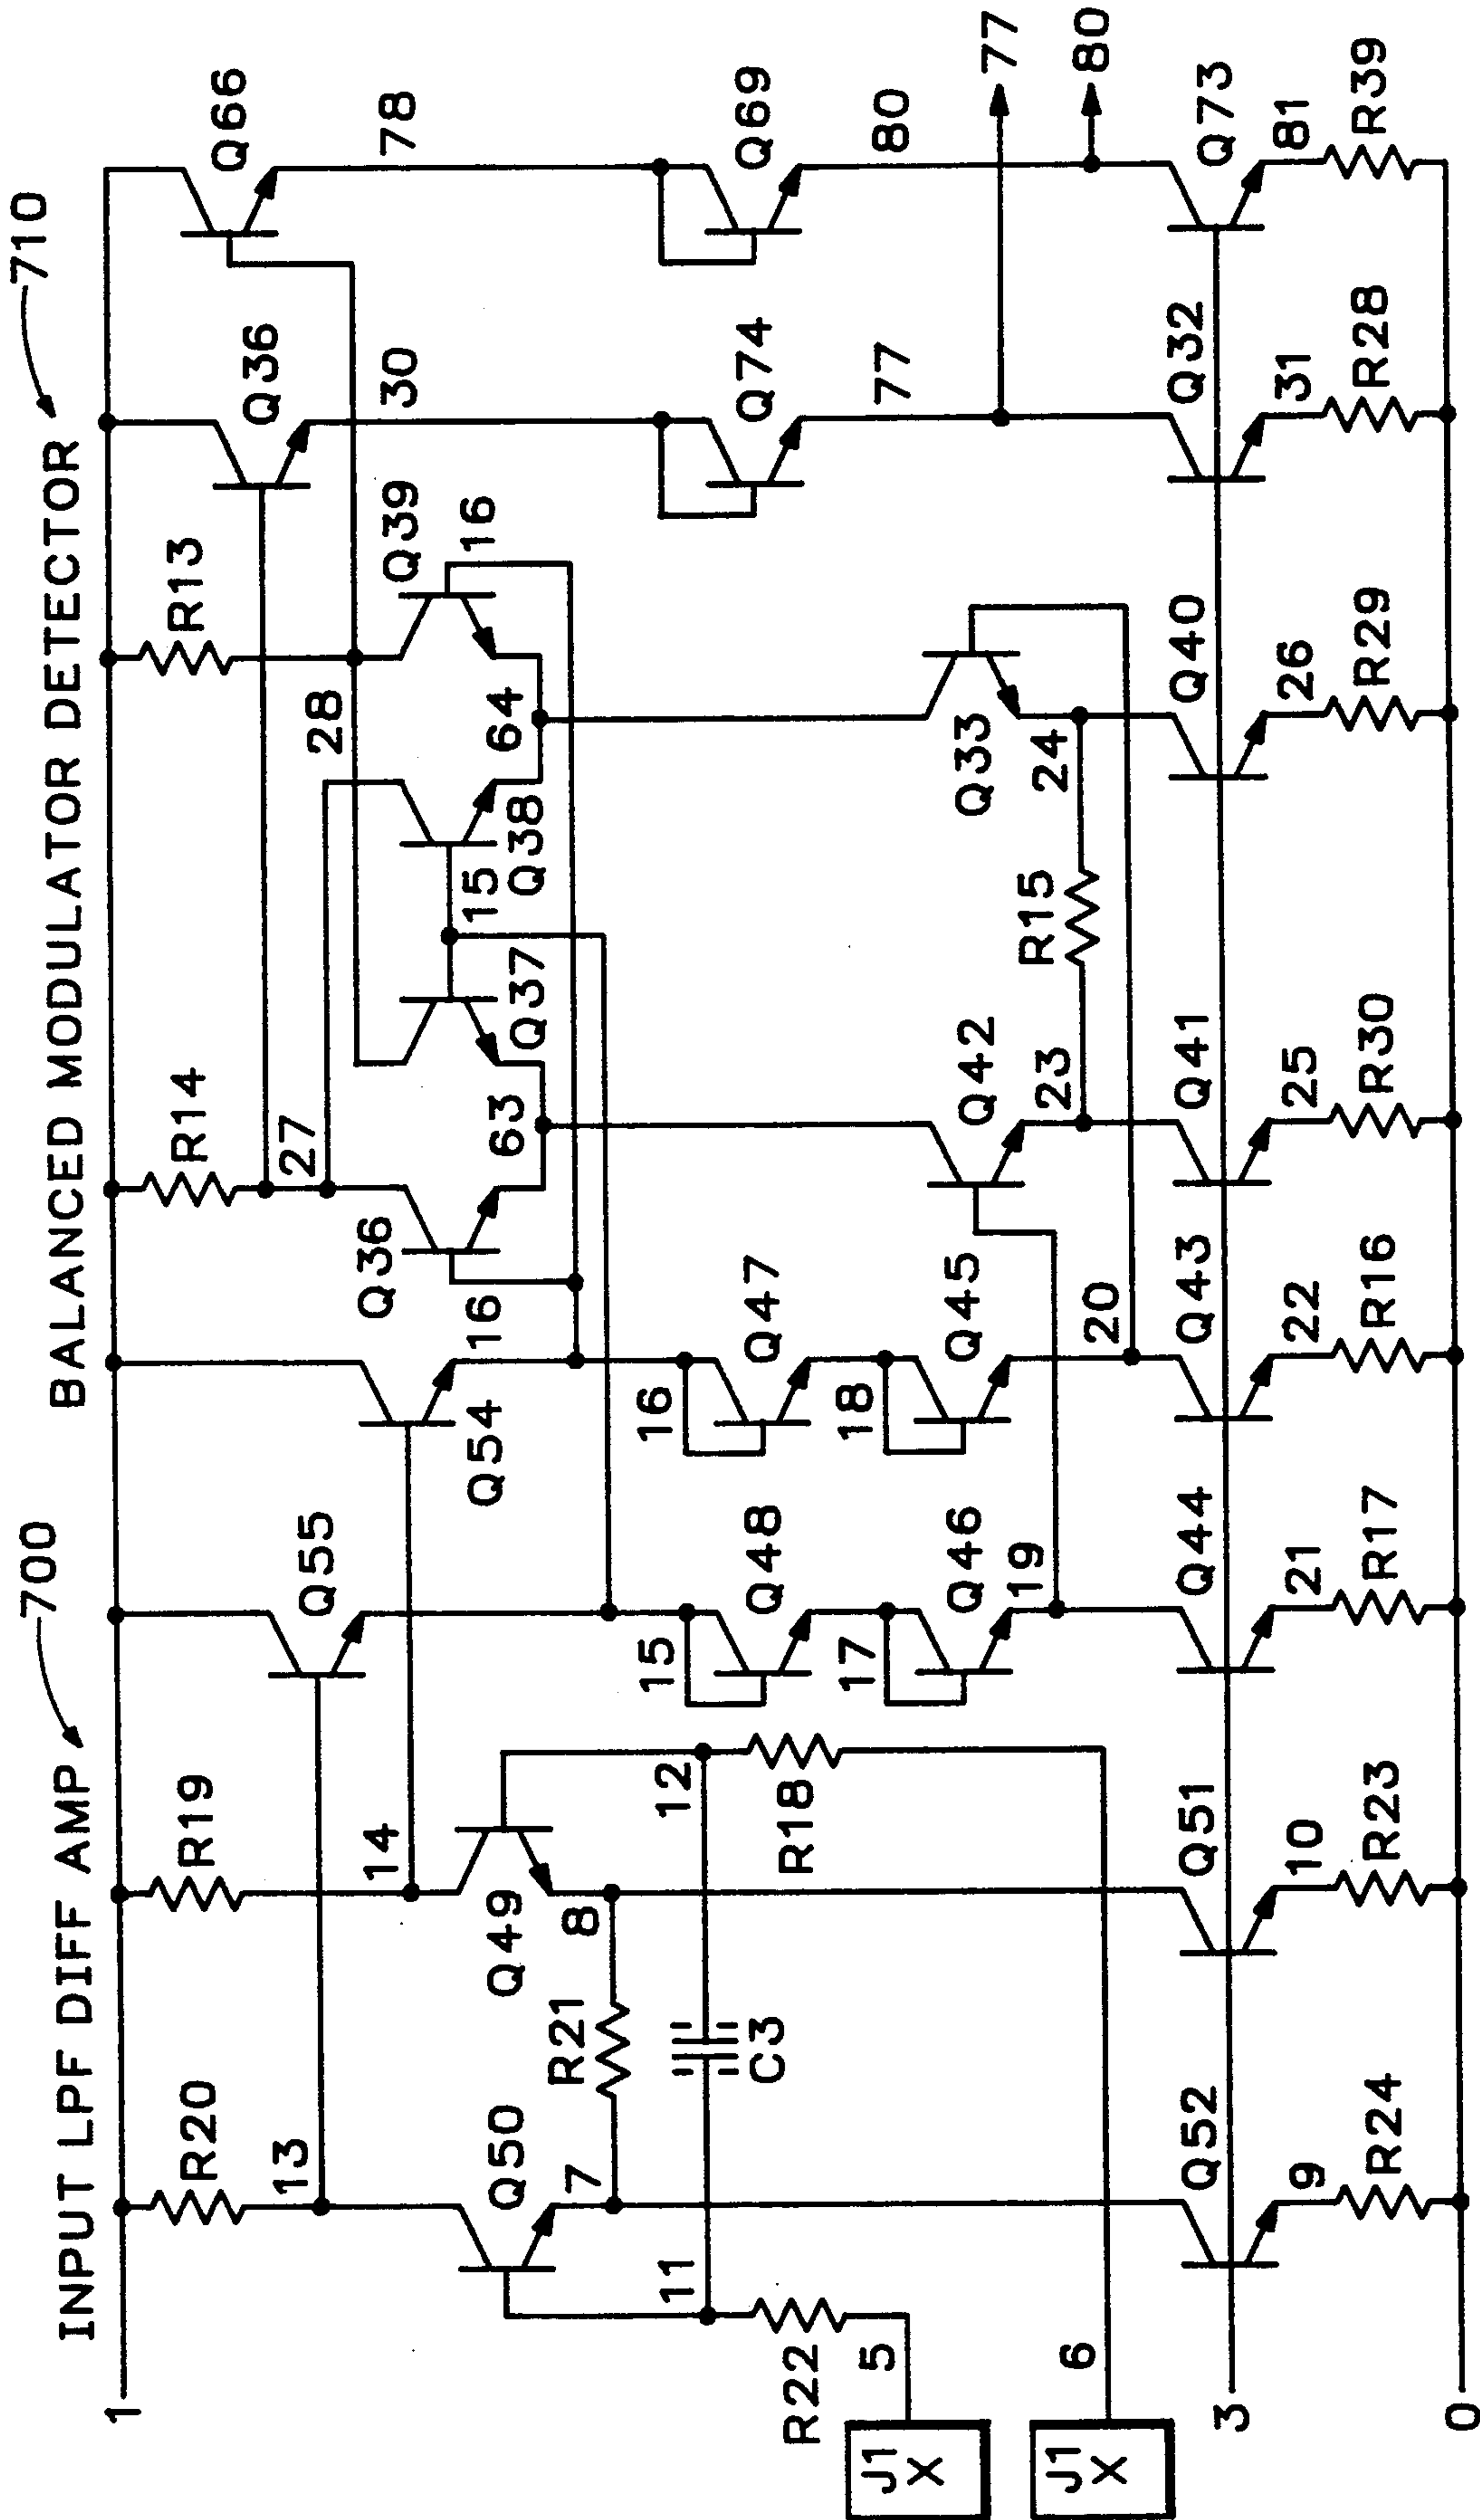 INPUT LPF DIFF AMP
700
BALANCED MODULATOR DETECTOR
710
1
R20
R19
R14
R13
Q36
Q66
13
14
Q55
Q54
27
28
30
78
Q36
16
Q50
Q49
63
Q37
15
Q38
64
Q39
16
7
R21
8
11
C3
12
R18
15
Q48
16
Q47
Q74
Q69
17
Q46
18
Q45
77
80
R22
5
J1
X
19
20
Q42
23
R15
24
Q33
77
80
6
J1
X
3
Q52
Q51
Q44
Q43
Q41
Q40
Q32
Q73
9
10
21
22
25
26
31
81
R24
R23
R17
R16
R30
R29
R28
R39
0